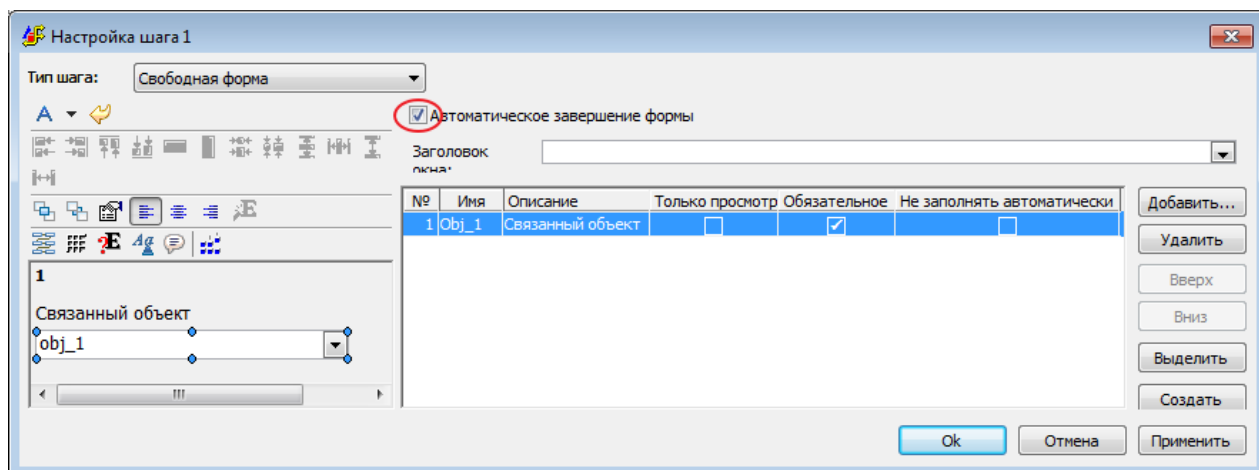 Настройка шага 1
Тип шага: Свободная форма
Автоматическое завершение формы
Заголовок
окна:
№ Имя Описание Только просмотр Обязательное Не заполнять автоматически
1 Obj_1 Связанный объект
Добавить...
Удалить
Вверх
Вниз
Выделить
Создать
1
Связанный объект
obj_1
Ok Отмена Применить